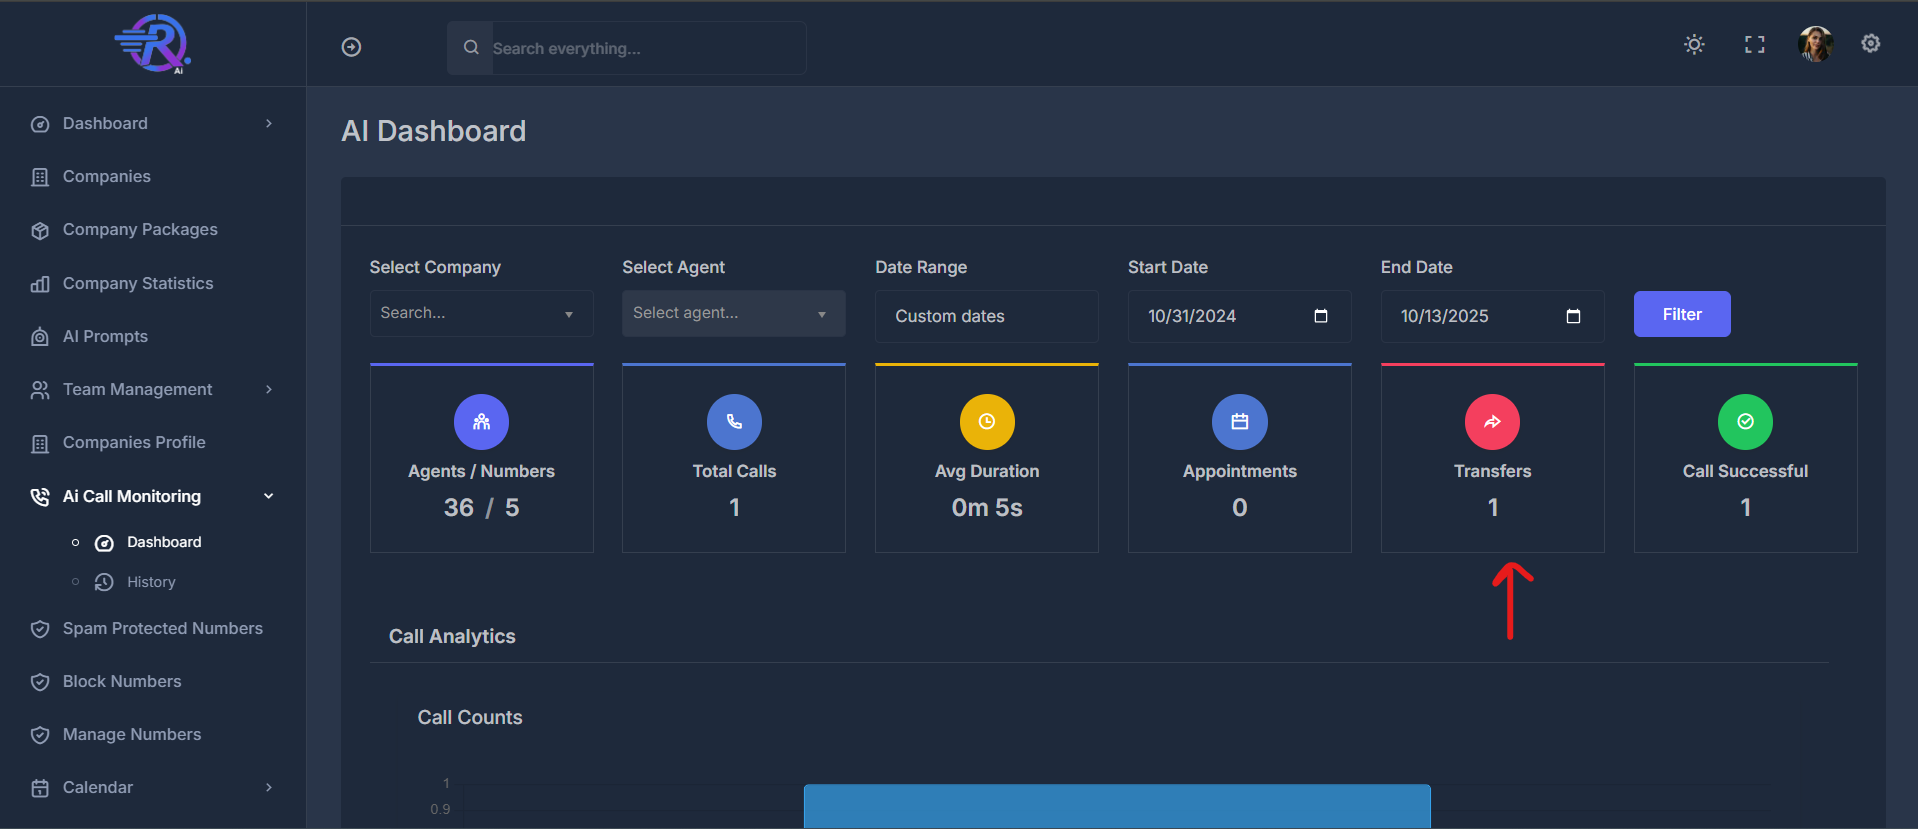 R
Ai
Search everything...
Dashboard
Companies
Company Packages
Company Statistics
AI Prompts
Team Management
Companies Profile
Ai Call Monitoring
Dashboard
History
Spam Protected Numbers
Block Numbers
Manage Numbers
Calendar
AI Dashboard
Select Company
Search...
Select Agent
Select agent...
Date Range
Custom dates
Start Date
10/31/2024
End Date
10/13/2025
Filter
Agents / Numbers
36 / 5
Total Calls
1
Avg Duration
0m 5s
Appointments
0
Transfers
1
Call Successful
1
Call Analytics
Call Counts
1
0.9